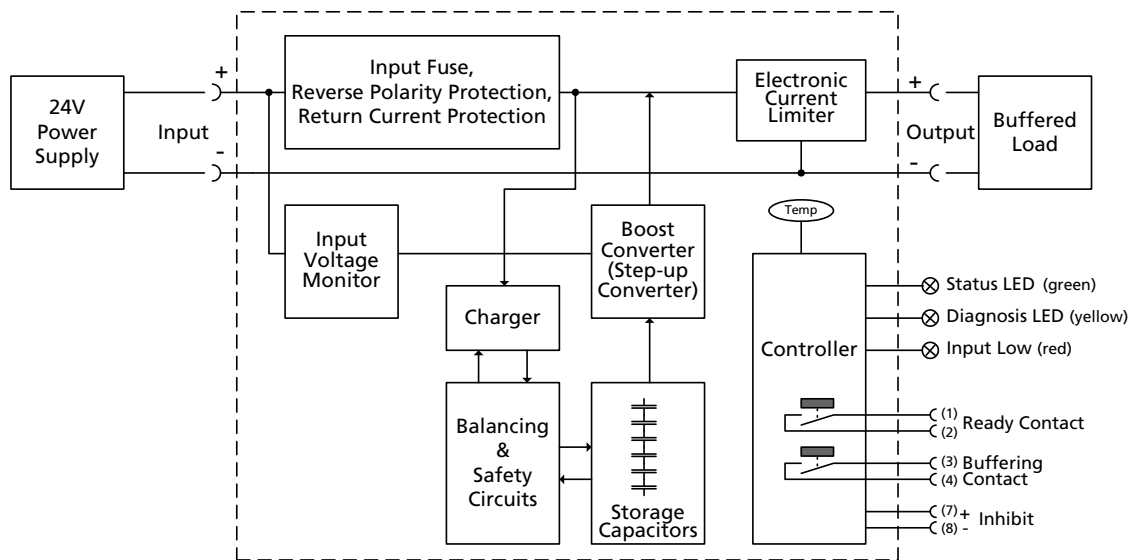 24V
Power
Supply
+
Input
-
Input Fuse,
Reverse Polarity Protection,
Return Current Protection
Electronic
Current
Limiter
+
Output
-
Buffered
Load
Input
Voltage
Monitor
Boost
Converter
(Step-up
Converter)
Charger
Balancing
&
Safety
Circuits
Storage
Capacitors
Temp
Controller
Status LED (green)
Diagnosis LED (yellow)
Input Low (red)
(1)
(2)
Ready Contact
(3) Buffering
(4) Contact
(7) +
(8) -
Inhibit